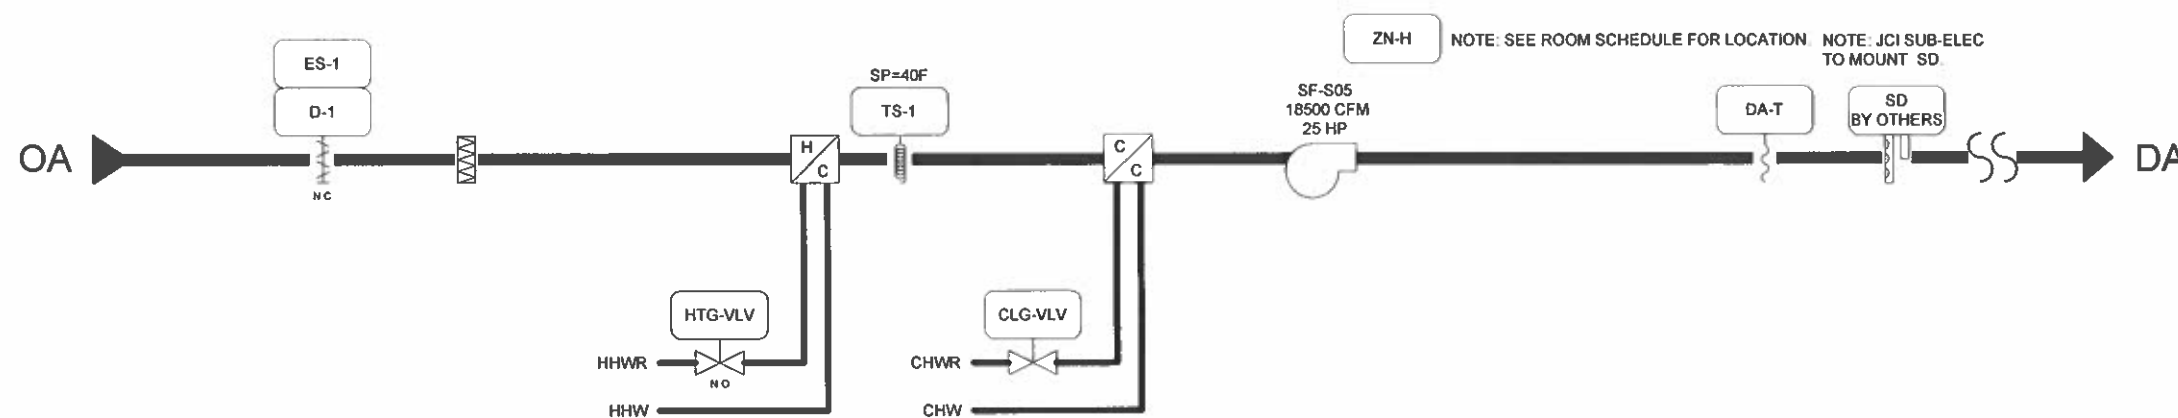 ZN-H
NOTE: SEE ROOM SCHEDULE FOR LOCATION
NOTE: JCI SUB-ELEC
TO MOUNT SD.
ES-1
D-1
SP=40F
TS-1
SF-S05
18500 CFM
25 HP
DA-T
SD
BY OTHERS
OA
H
C
C
C
DA
NC
HTG-VLV
CLG-VLV
HHWR
NO
CHWR
HHW
CHW